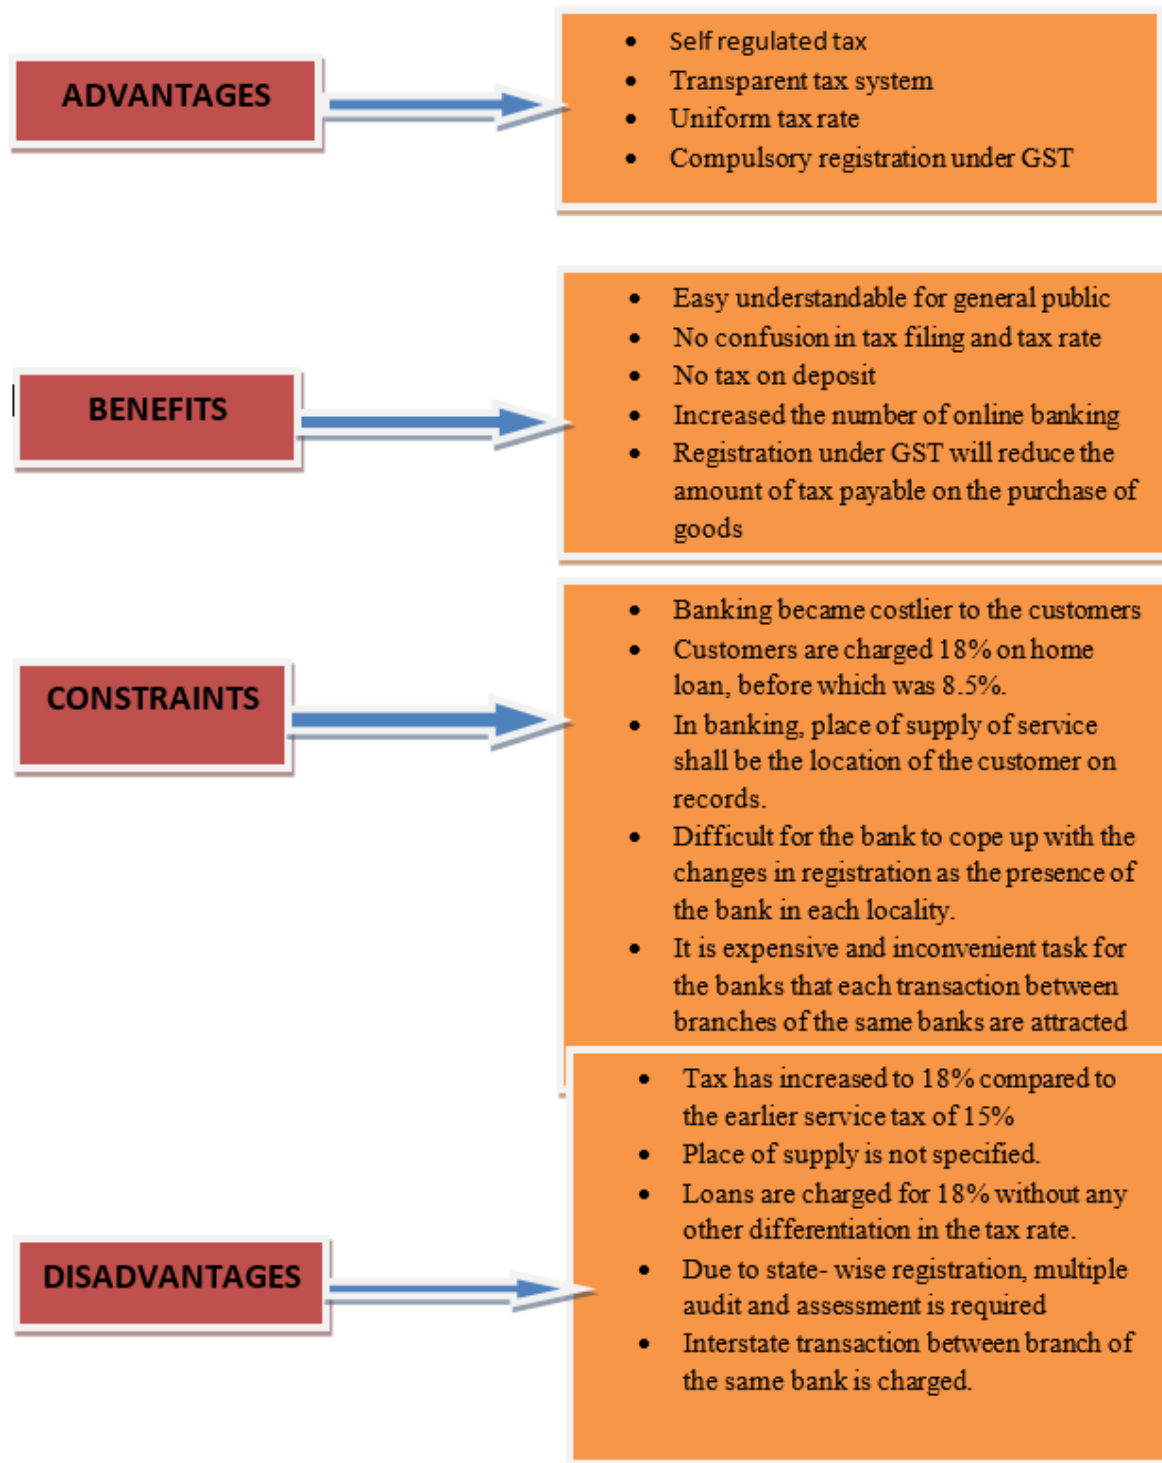 ADVANTAGES
• Self regulated tax
• Transparent tax system
• Uniform tax rate
• Compulsory registration under GST
BENEFITS
• Easy understandable for general public
• No confusion in tax filing and tax rate
• No tax on deposit
• Increased the number of online banking
• Registration under GST will reduce the
amount of tax payable on the purchase of
goods
CONSTRAINTS
• Banking became costlier to the customers
• Customers are charged 18% on home
loan, before which was 8.5%.
• In banking, place of supply of service
shall be the location of the customer on
records.
• Difficult for the bank to cope up with the
changes in registration as the presence of
the bank in each locality.
• It is expensive and inconvenient task for
the banks that each transaction between
branches of the same banks are attracted
DISADVANTAGES
• Tax has increased to 18% compared to
the earlier service tax of 15%
• Place of supply is not specified.
• Loans are charged for 18% without any
other differentiation in the tax rate.
• Due to state- wise registration, multiple
audit and assessment is required
• Interstate transaction between branch of
the same bank is charged.